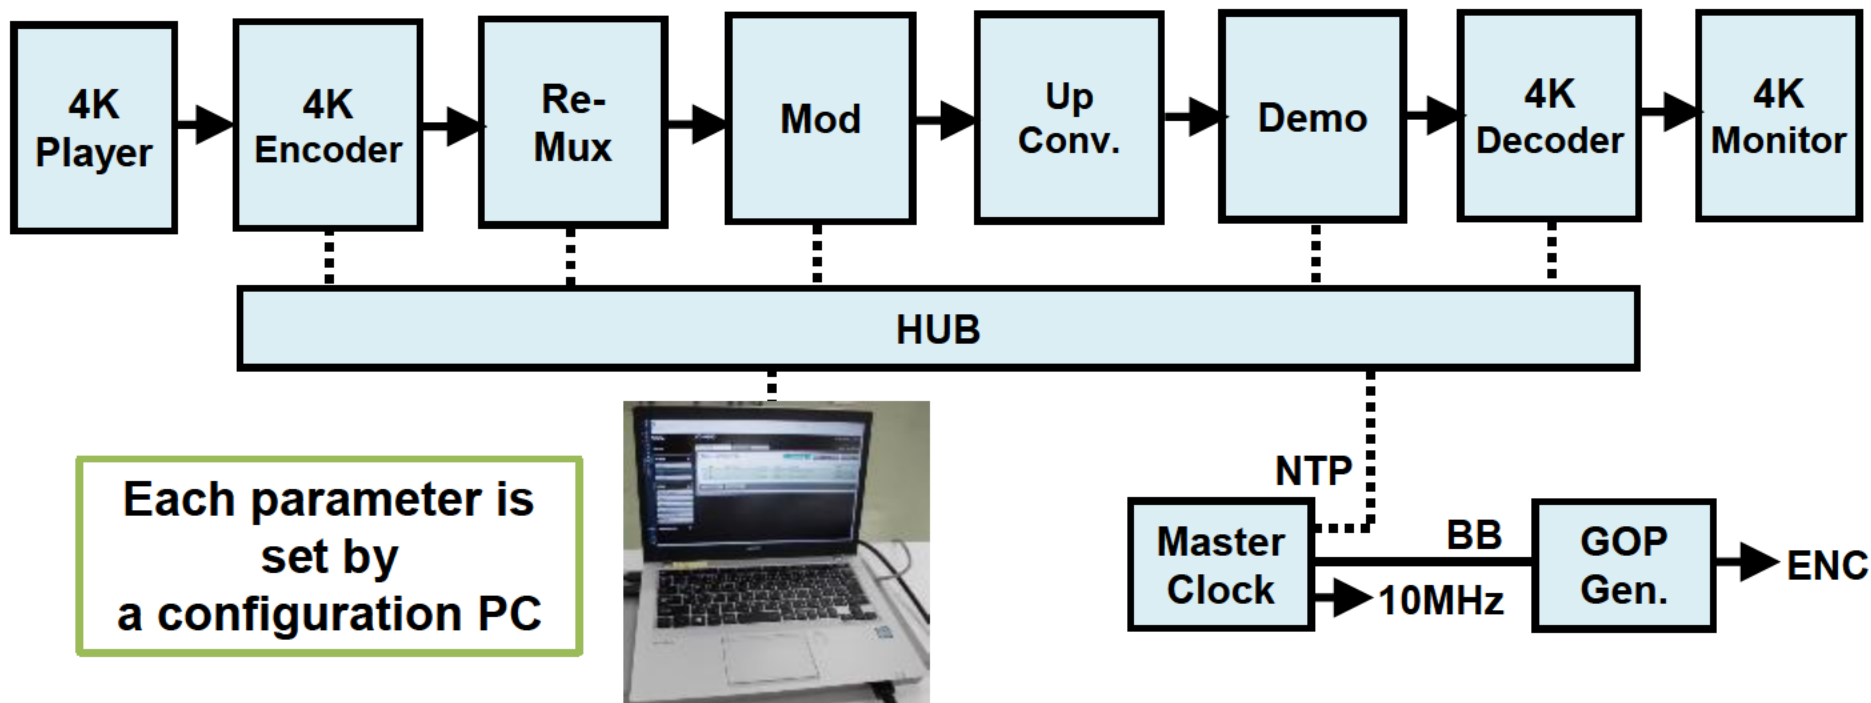 4K
Player
4K
Encoder
Re-
Mux
Mod
Up
Conv.
Demo
4K
Decoder
4K
Monitor
HUB
Each parameter is
set by
a configuration PC
NTP
Master
Clock
BB
10MHz
GOP
Gen.
ENC